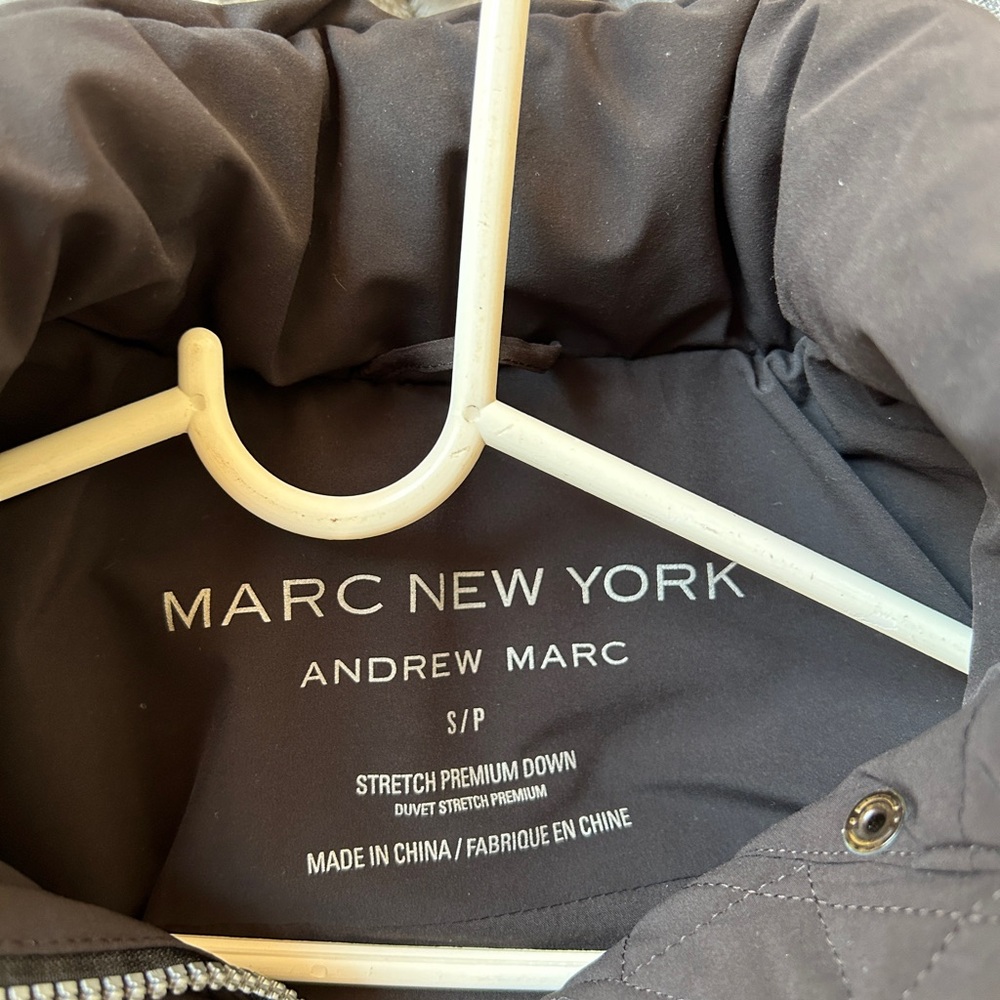 MARC NEW YORK
ANDREW MARC
S/P
STRETCH PREMIUM DOWN
DUVET STRETCH PREMIUM
MADE IN CHINA / FABRIQUE EN CHINE